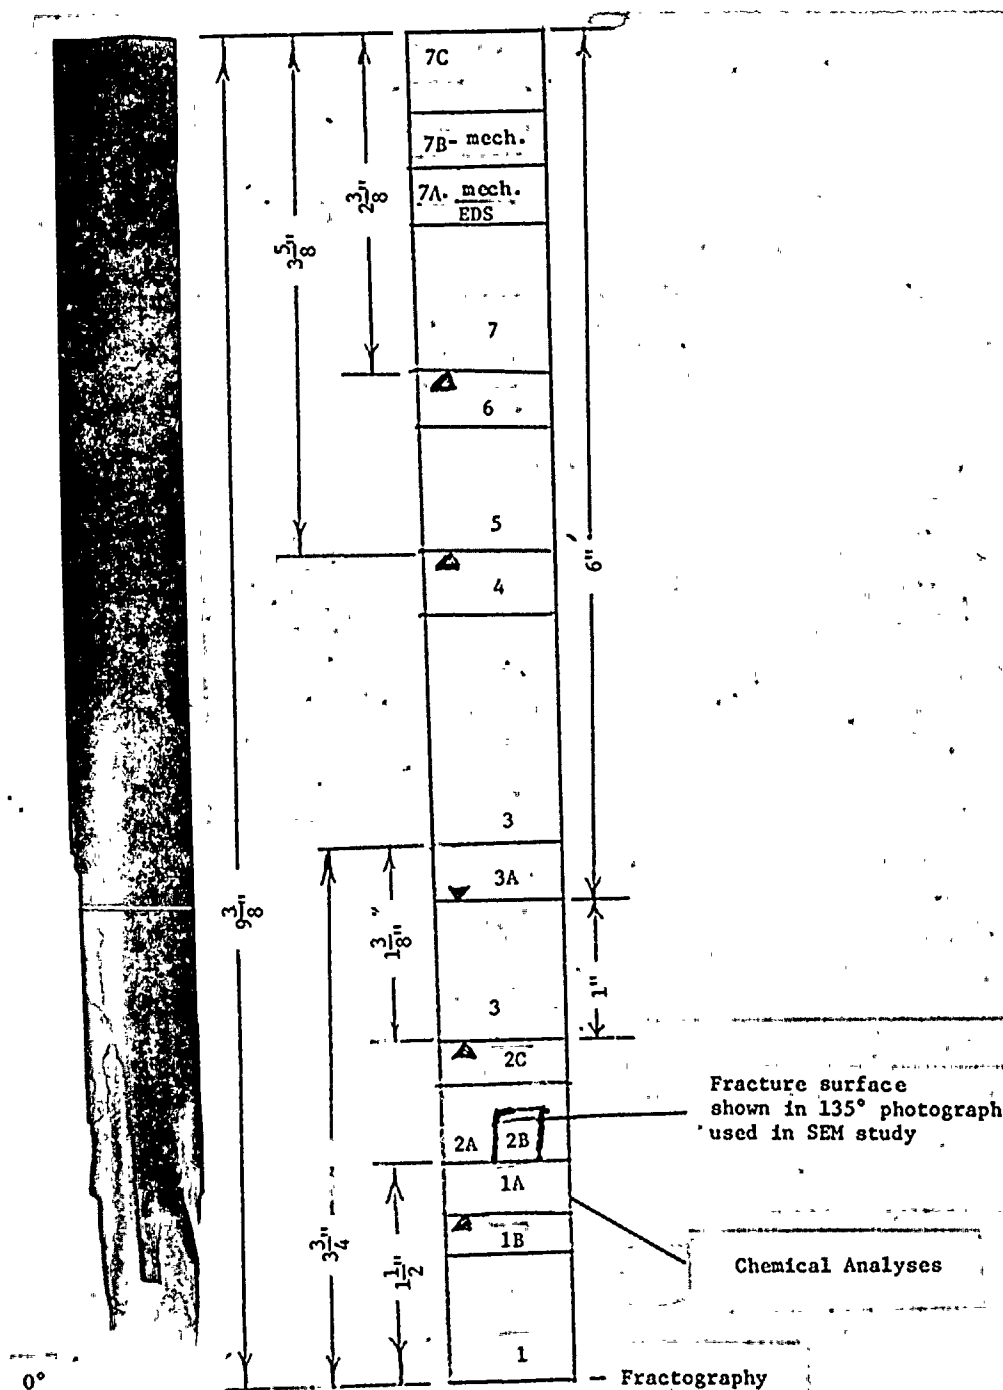 7C
7B- mech.
7A. mech.
EDS
2 3/8"
3 5/8"
7
6
5
4
6"
3
3A
9 3/8"
1 3/8"
1"
3
2C
Fracture surface
shown in 135° photograph
used in SEM study
2A
2B
1A
3 3/4"
1B
1 1/2"
Chemical Analyses
1
0°
— Fractography